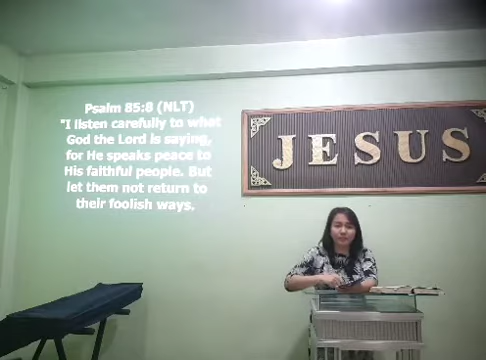 Psalm 85:8 (NLT)
"I listen carefully to what
God the Lord is saying,
for He speaks peace to
His faithful people. But
let them not return to
their foolish ways.
JESUS